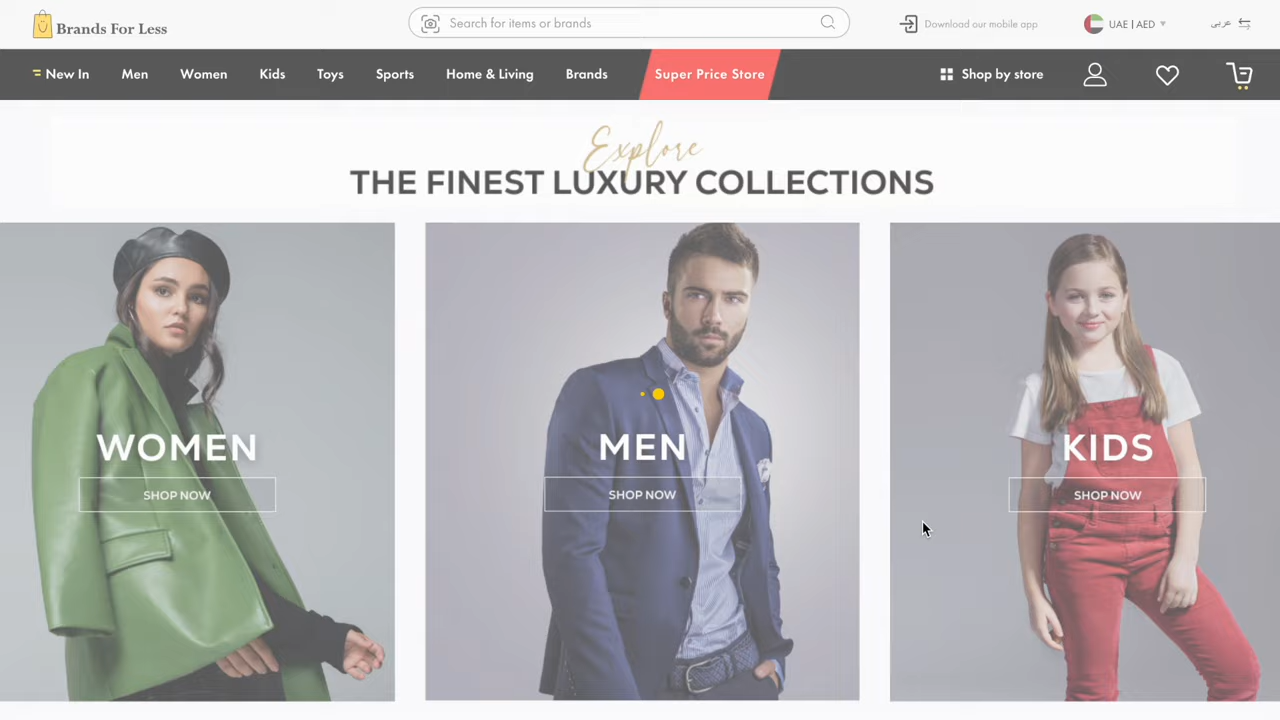 Brands For Less
Search for items or brands
Download our mobile app
UAE | AED
عربى
New In
Men
Women
Kids
Toys
Sports
Home & Living
Brands
Super Price Store
Shop by store
Explore
THE FINEST LUXURY COLLECTIONS
WOMEN
SHOP NOW
MEN
SHOP NOW
KIDS
SHOP NOW